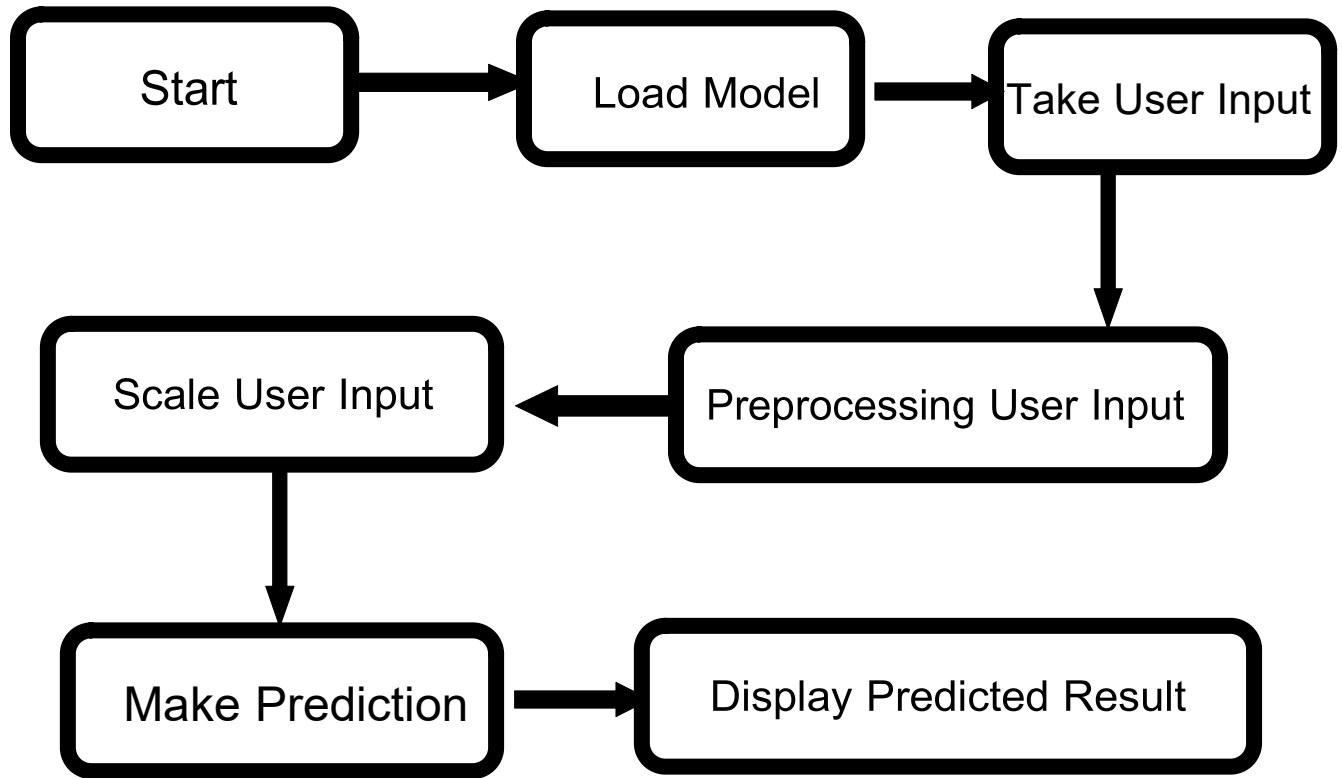 Start
Load Model
Take User Input
Preprocessing User Input
Scale User Input
Make Prediction
Display Predicted Result